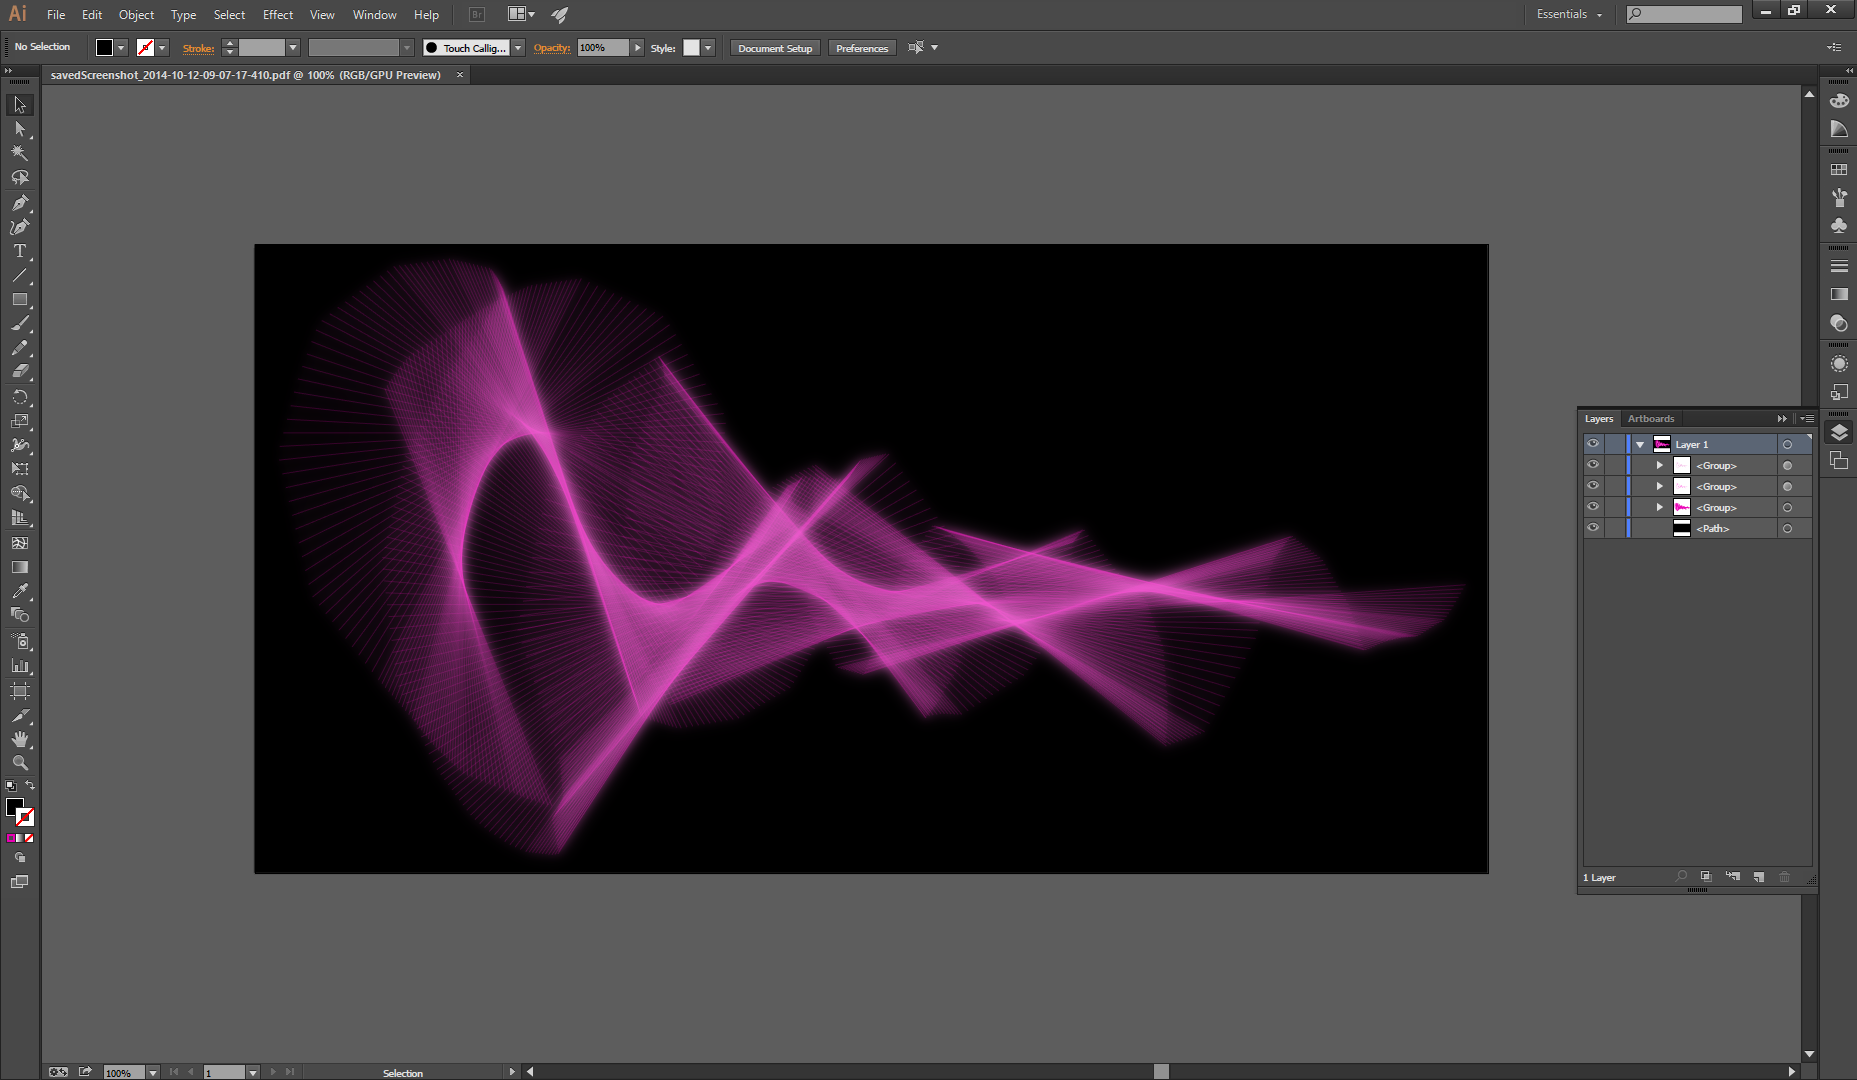 Ai File Edit Object Type Select Effect View Window Help Br Essentials
No Selection Stroke: Touch Callig... Opacity: 100% Style: Document Setup Preferences
savedScreenshot_2014-10-12-09-07-17-410.pdf @ 100% (RGB/GPU Preview) ×
T
Layers Artboards
Layer 1
<Group>
<Group>
<Group>
<Path>
1 Layer
100% 1 Selection